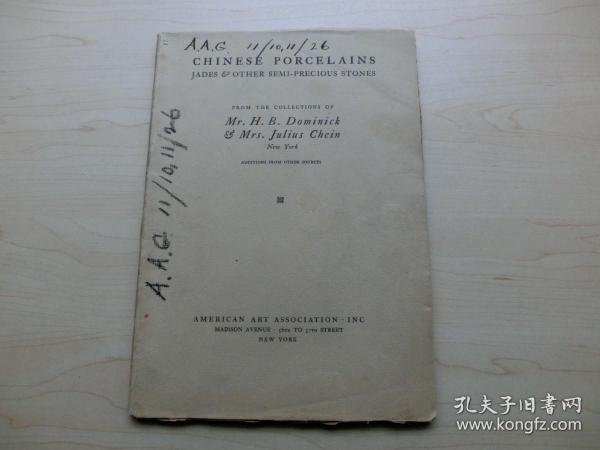 A.A.G. 11/10,11/26
CHINESE PORCELAINS
JADES & OTHER SEMI-PRECIOUS STONES
FROM THE COLLECTIONS OF
Mr. H. B. Dominick
& Mrs. Julius Chein
New York
ADDITIONS FROM OTHER SOURCES
A.A.G. 11/10,11/26
AMERICAN ART ASSOCIATION · INC
MADISON AVENUE · 56TH TO 57TH STREET
NEW YORK
孔夫子旧书网
www.kongfz.com